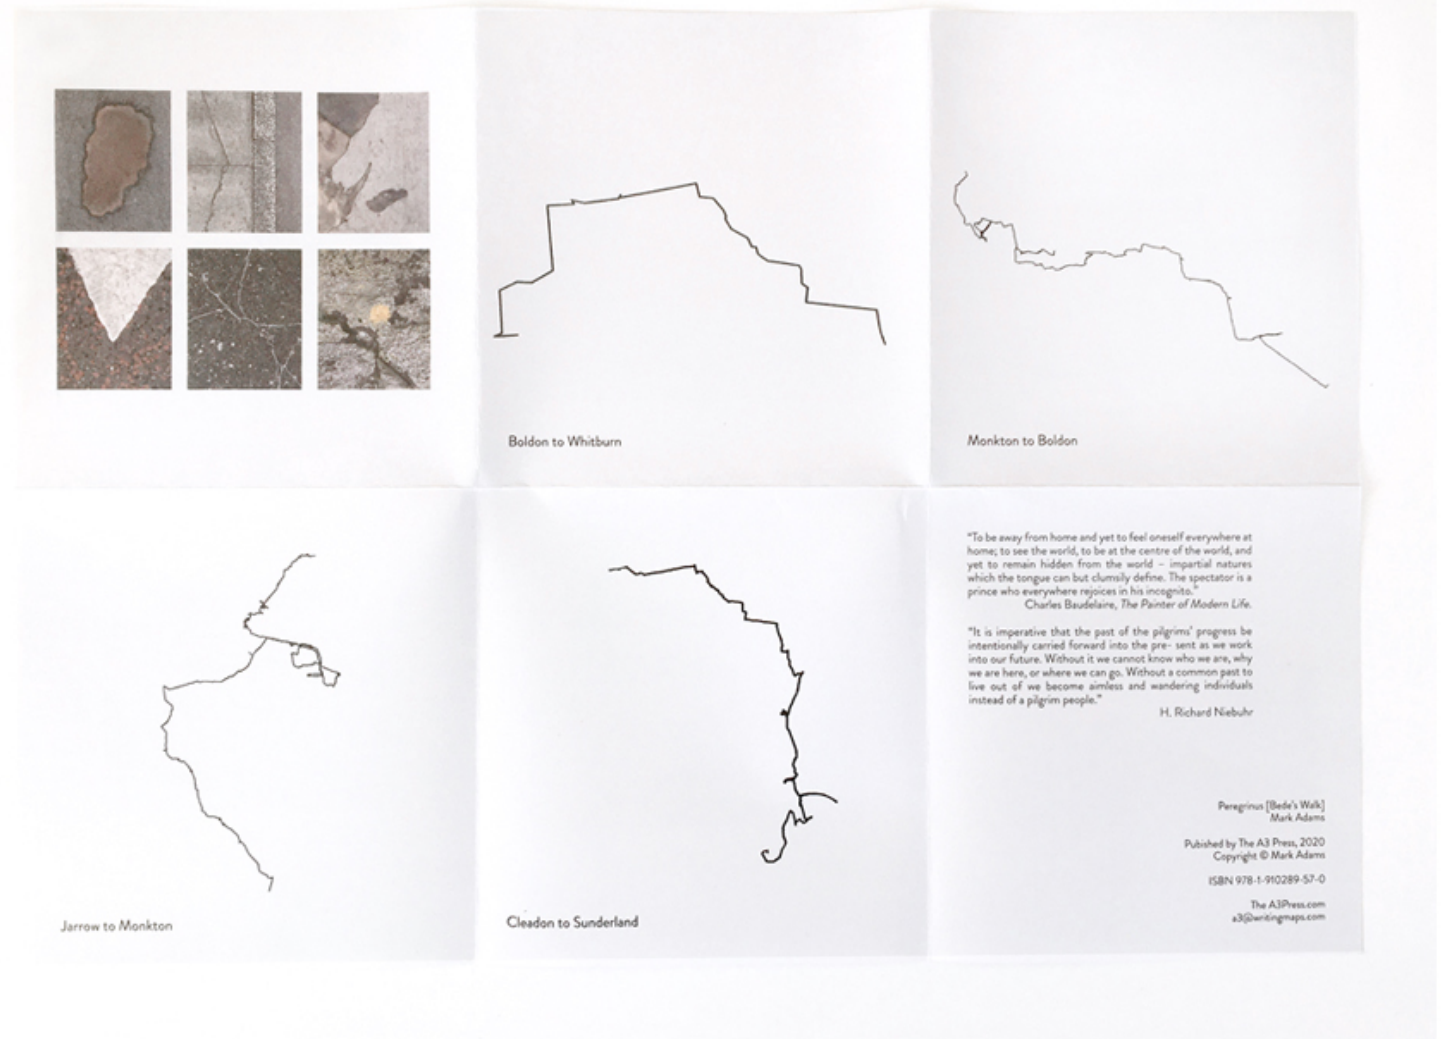 Boldon to Whitburn
Monkton to Boldon
Jarrow to Monkton
Cleadon to Sunderland
"To be away from home and yet to feel oneself everywhere at
home; to see the world, to be at the centre of the world, and
yet to remain hidden from the world – impartial natures
which the tongue can but clumsily define. The spectator is a
prince who everywhere rejoices in his incognito."
Charles Baudelaire, The Painter of Modern Life.
"It is imperative that the past of the pilgrims' progress be
intentionally carried forward into the pre- sent as we work
into our future. Without it we cannot know who we are, why
we are here, or where we can go. Without a common past to
live out of we become aimless and wandering individuals
instead of a pilgrim people."
H. Richard Niebuhr
Peregrinus [Bede's Walk]
Mark Adams
Pubished by The A3 Press, 2020
Copyright © Mark Adams
ISBN 978-1-910289-57-0
The A3Press.com
a3@writingmaps.com